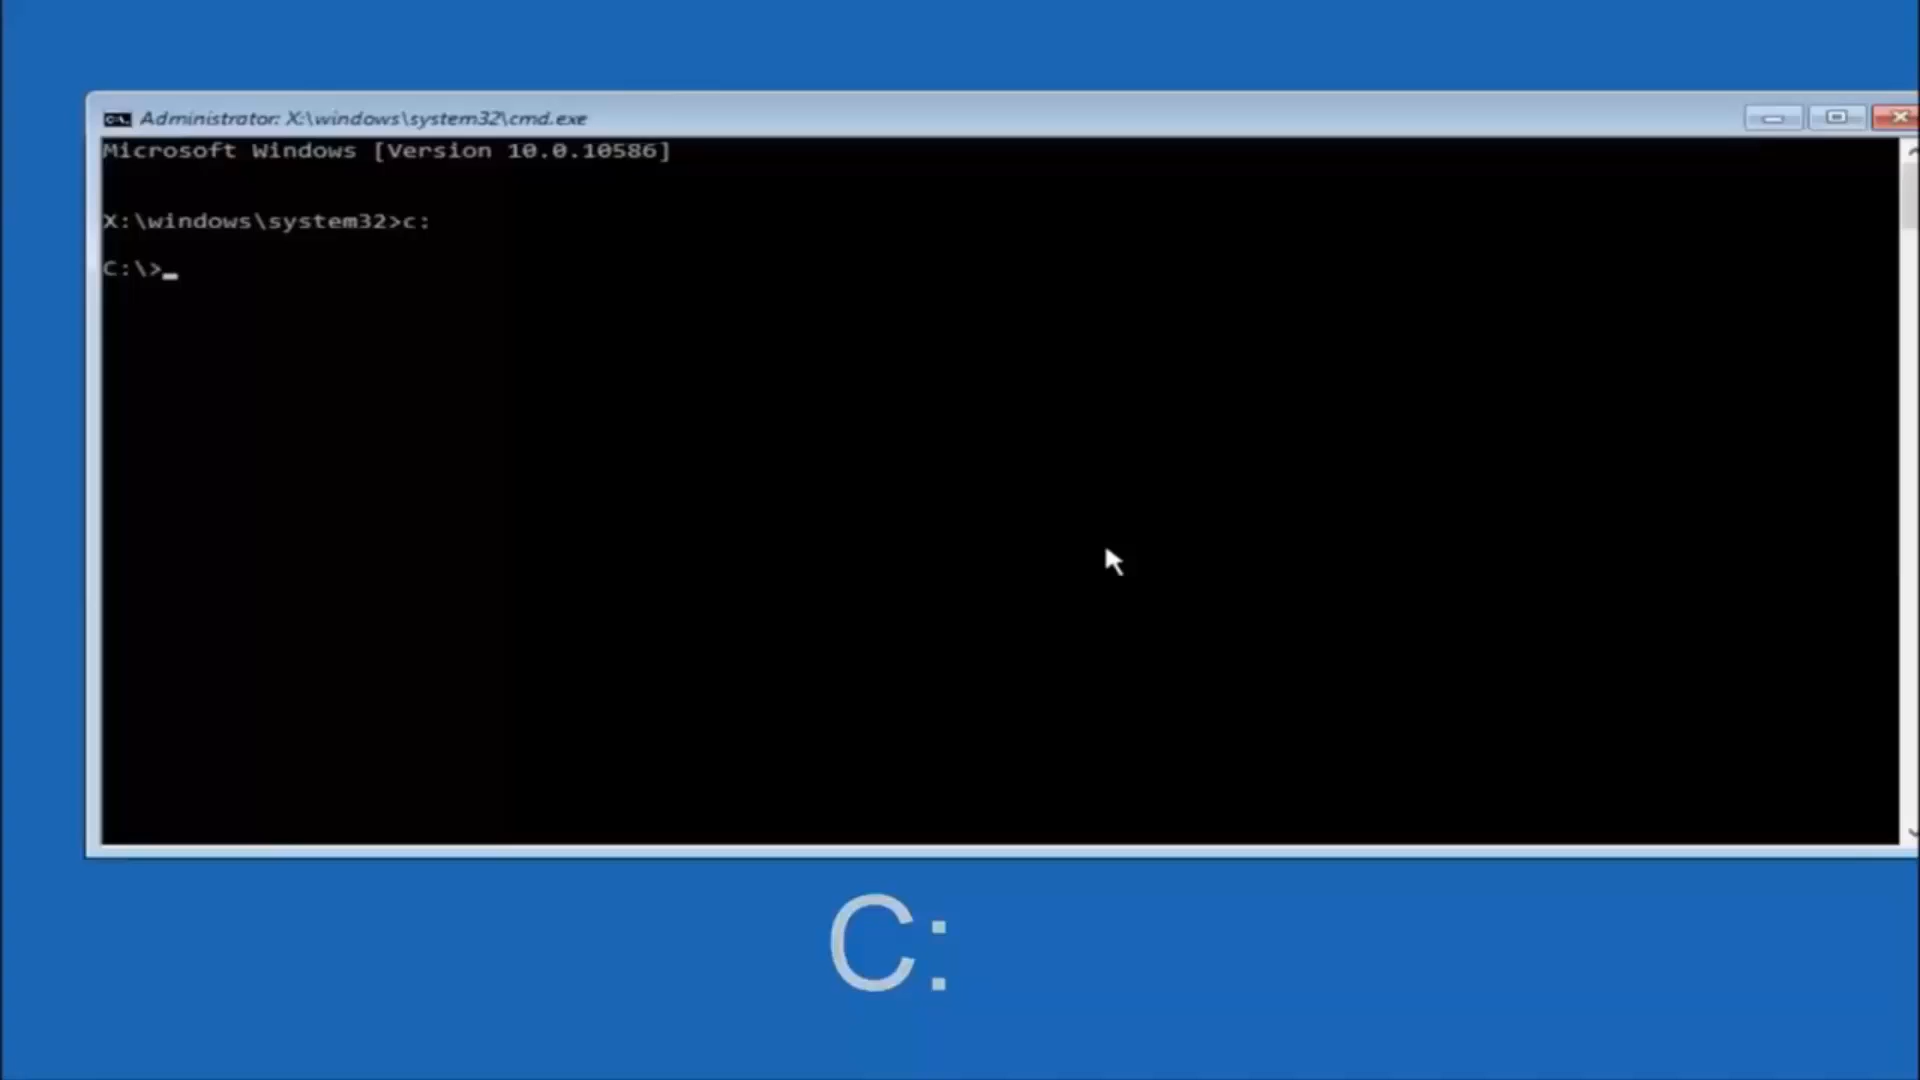 Administrator: X:\windows\system32\cmd.exe
Microsoft Windows [Version 10.0.10586]
X:\windows\system32>c:
C:\>_
C: